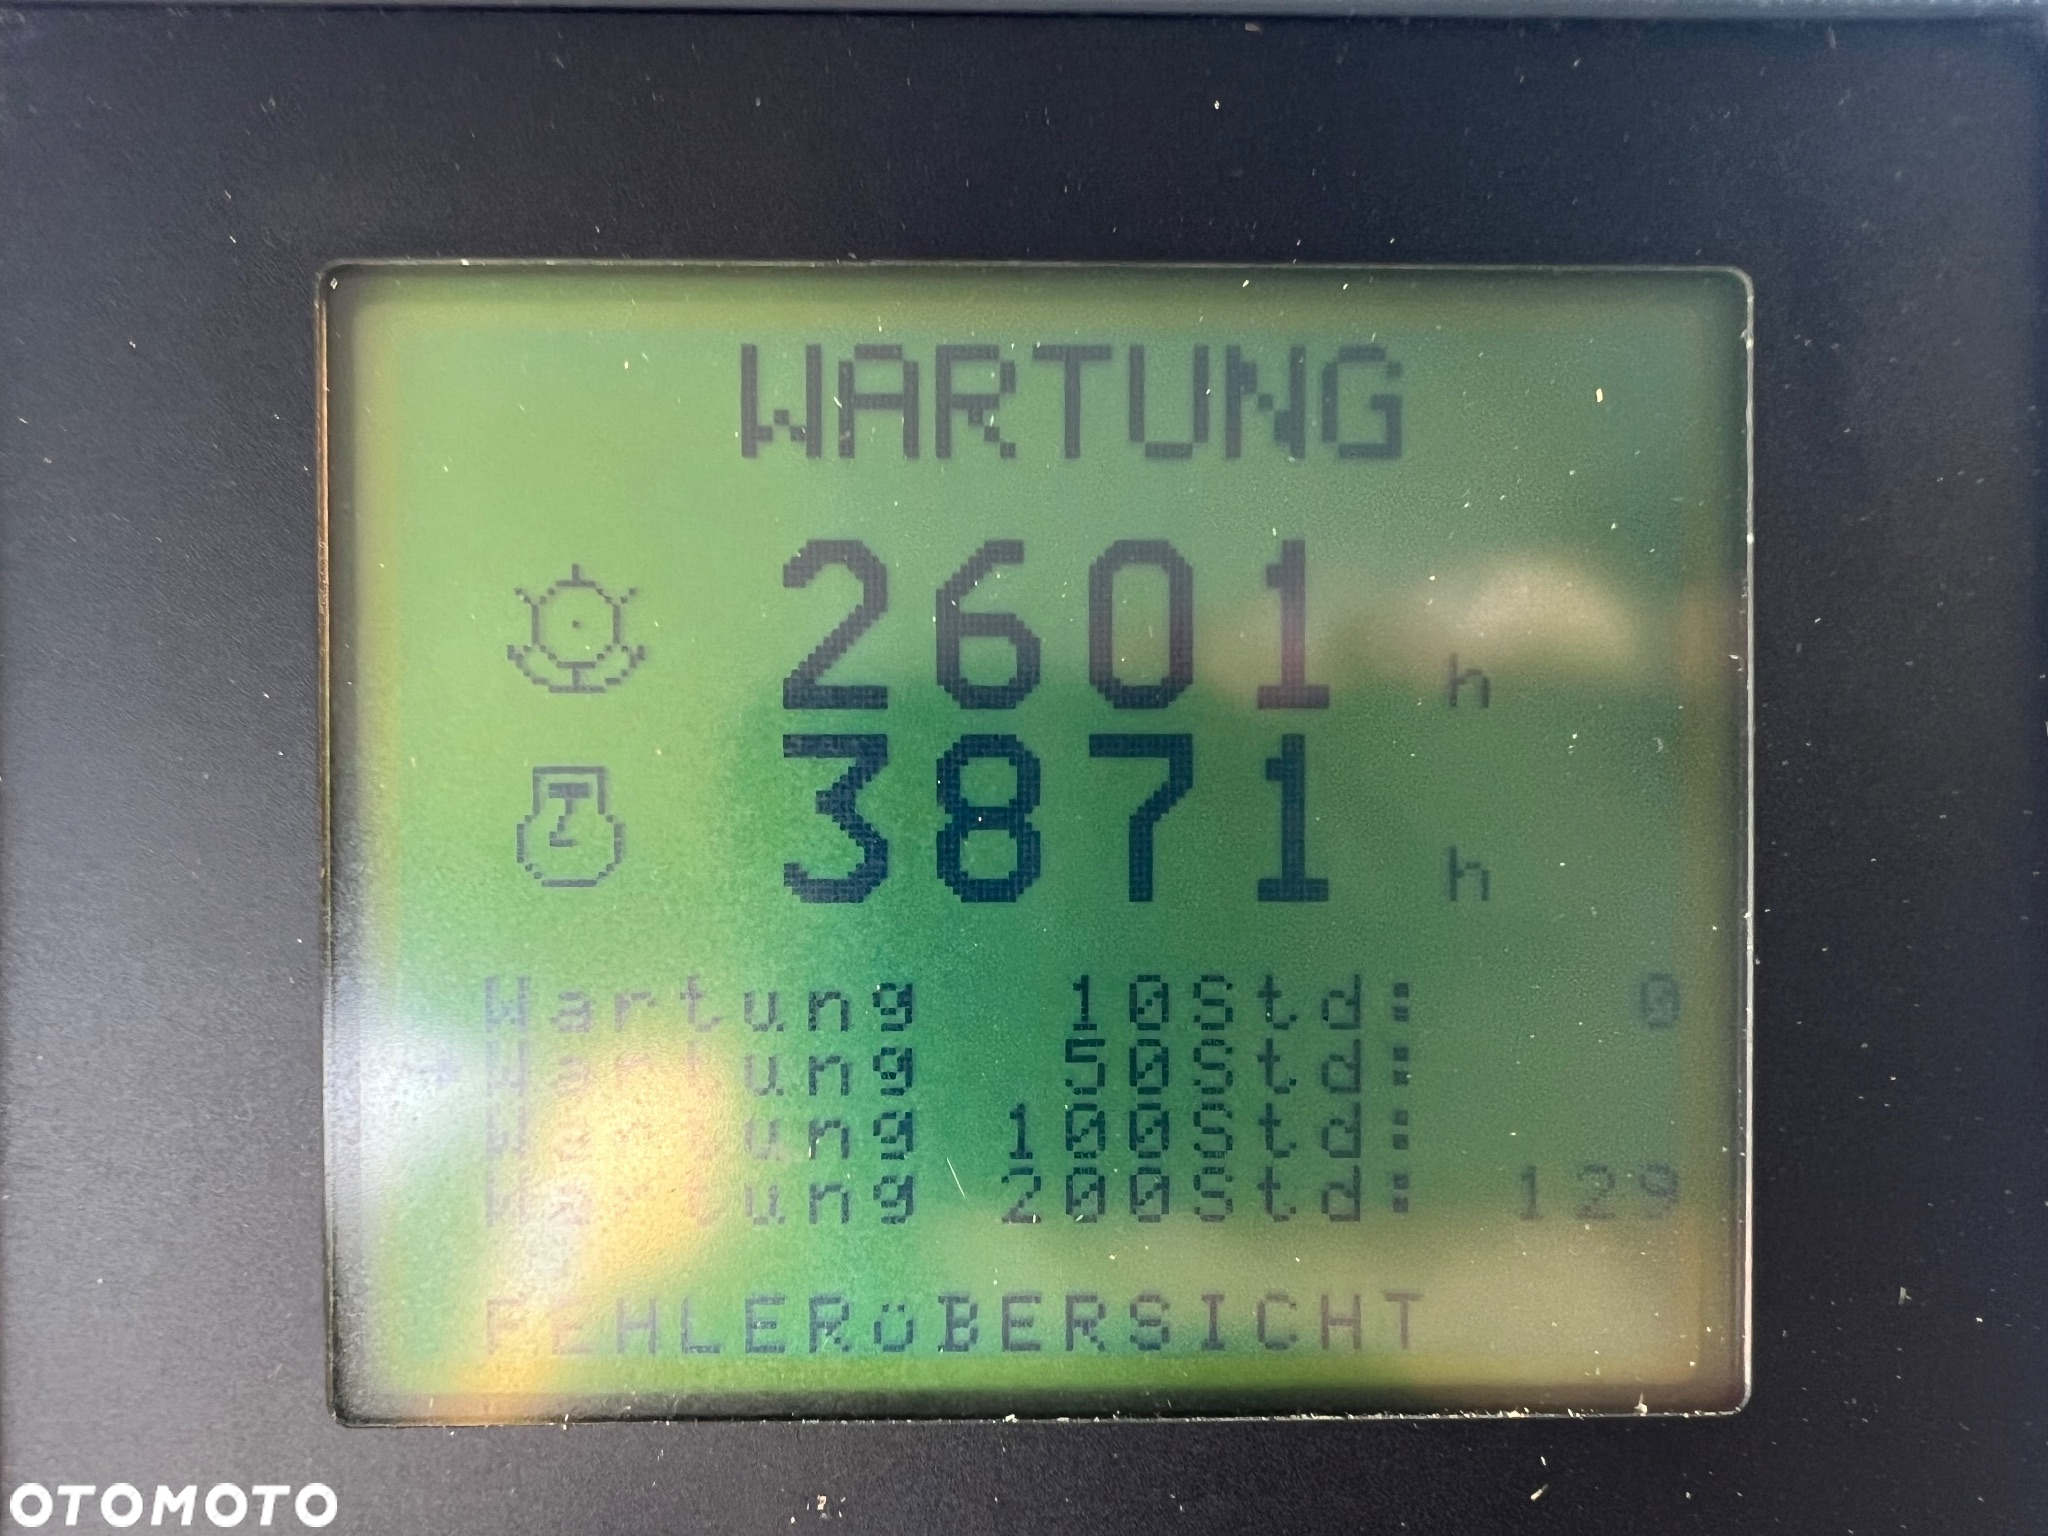 WARTUNG
2601 h
3871 h
Wartung 10Std: 0
Wartung 50Std:
Wartung 100Std:
Wartung 200Std: 129
FEHLERüBERSICHT
OTOMOTO